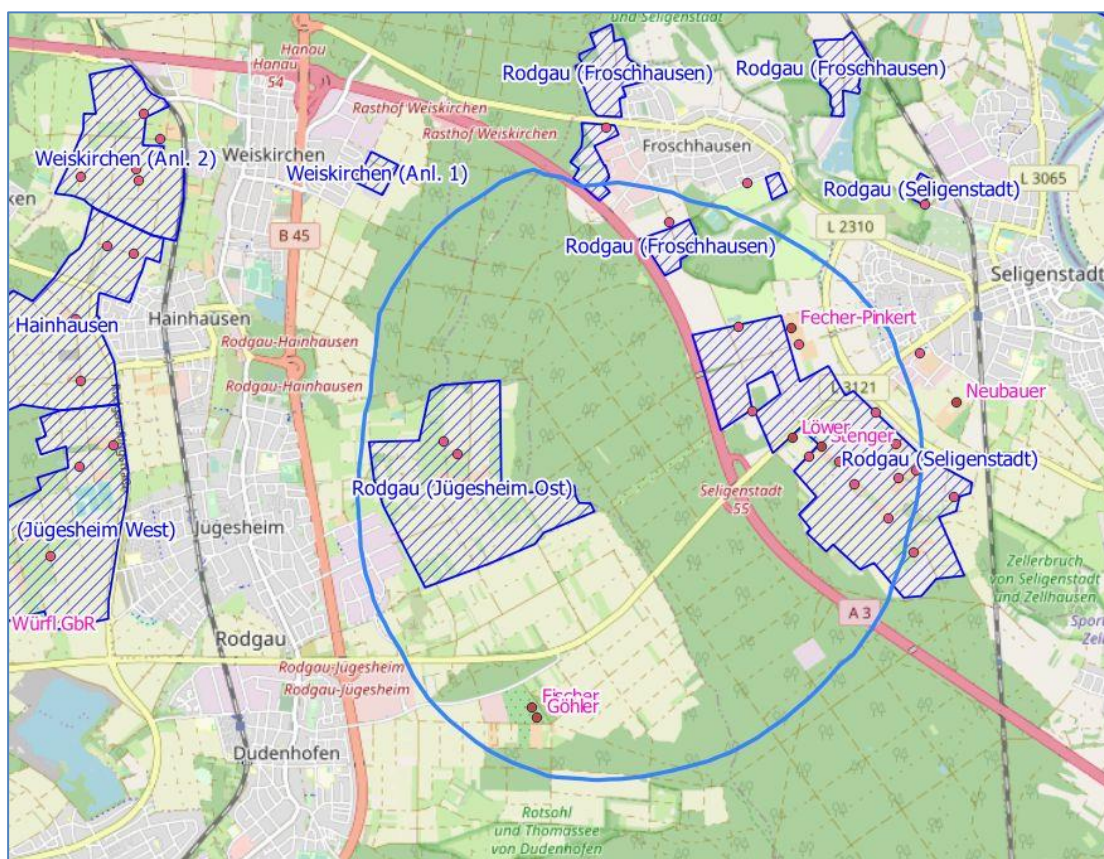 und Seligenstadt
Hanau
Hanau
54
Rasthof Weiskirchen
Rasthof Weiskirchen
Rodgau (Froschhausen)
Rodgau (Froschhausen)
Weiskirchen (Anl. 2)
Weiskirchen
Weiskirchen (Anl. 1)
Froschhausen
Rodgau (Seligenstadt)
L 3065
B 45
L 2310
Rodgau (Froschhausen)
Seligenstadt
Hainhausen
Hainhausen
Rodgau-Hainhausen
Rodgau-Hainhausen
Fecher-Pinkert
L 3121
Neubauer
Löwer
Stenger
Rodgau (Seligenstadt)
Rodgau (Jügesheim Ost)
Seligenstadt
55
(Jügesheim West)
Jügesheim
Zellerbruch
von Seligenstadt
und Zellhausen
A 3
Würfl GbR
Rodgau
Rodgau-Jügesheim
Rodgau-Jügesheim
Fischer
Göhler
Dudenhofen
Rotsohl
und Thomassee
von Dudenhofen